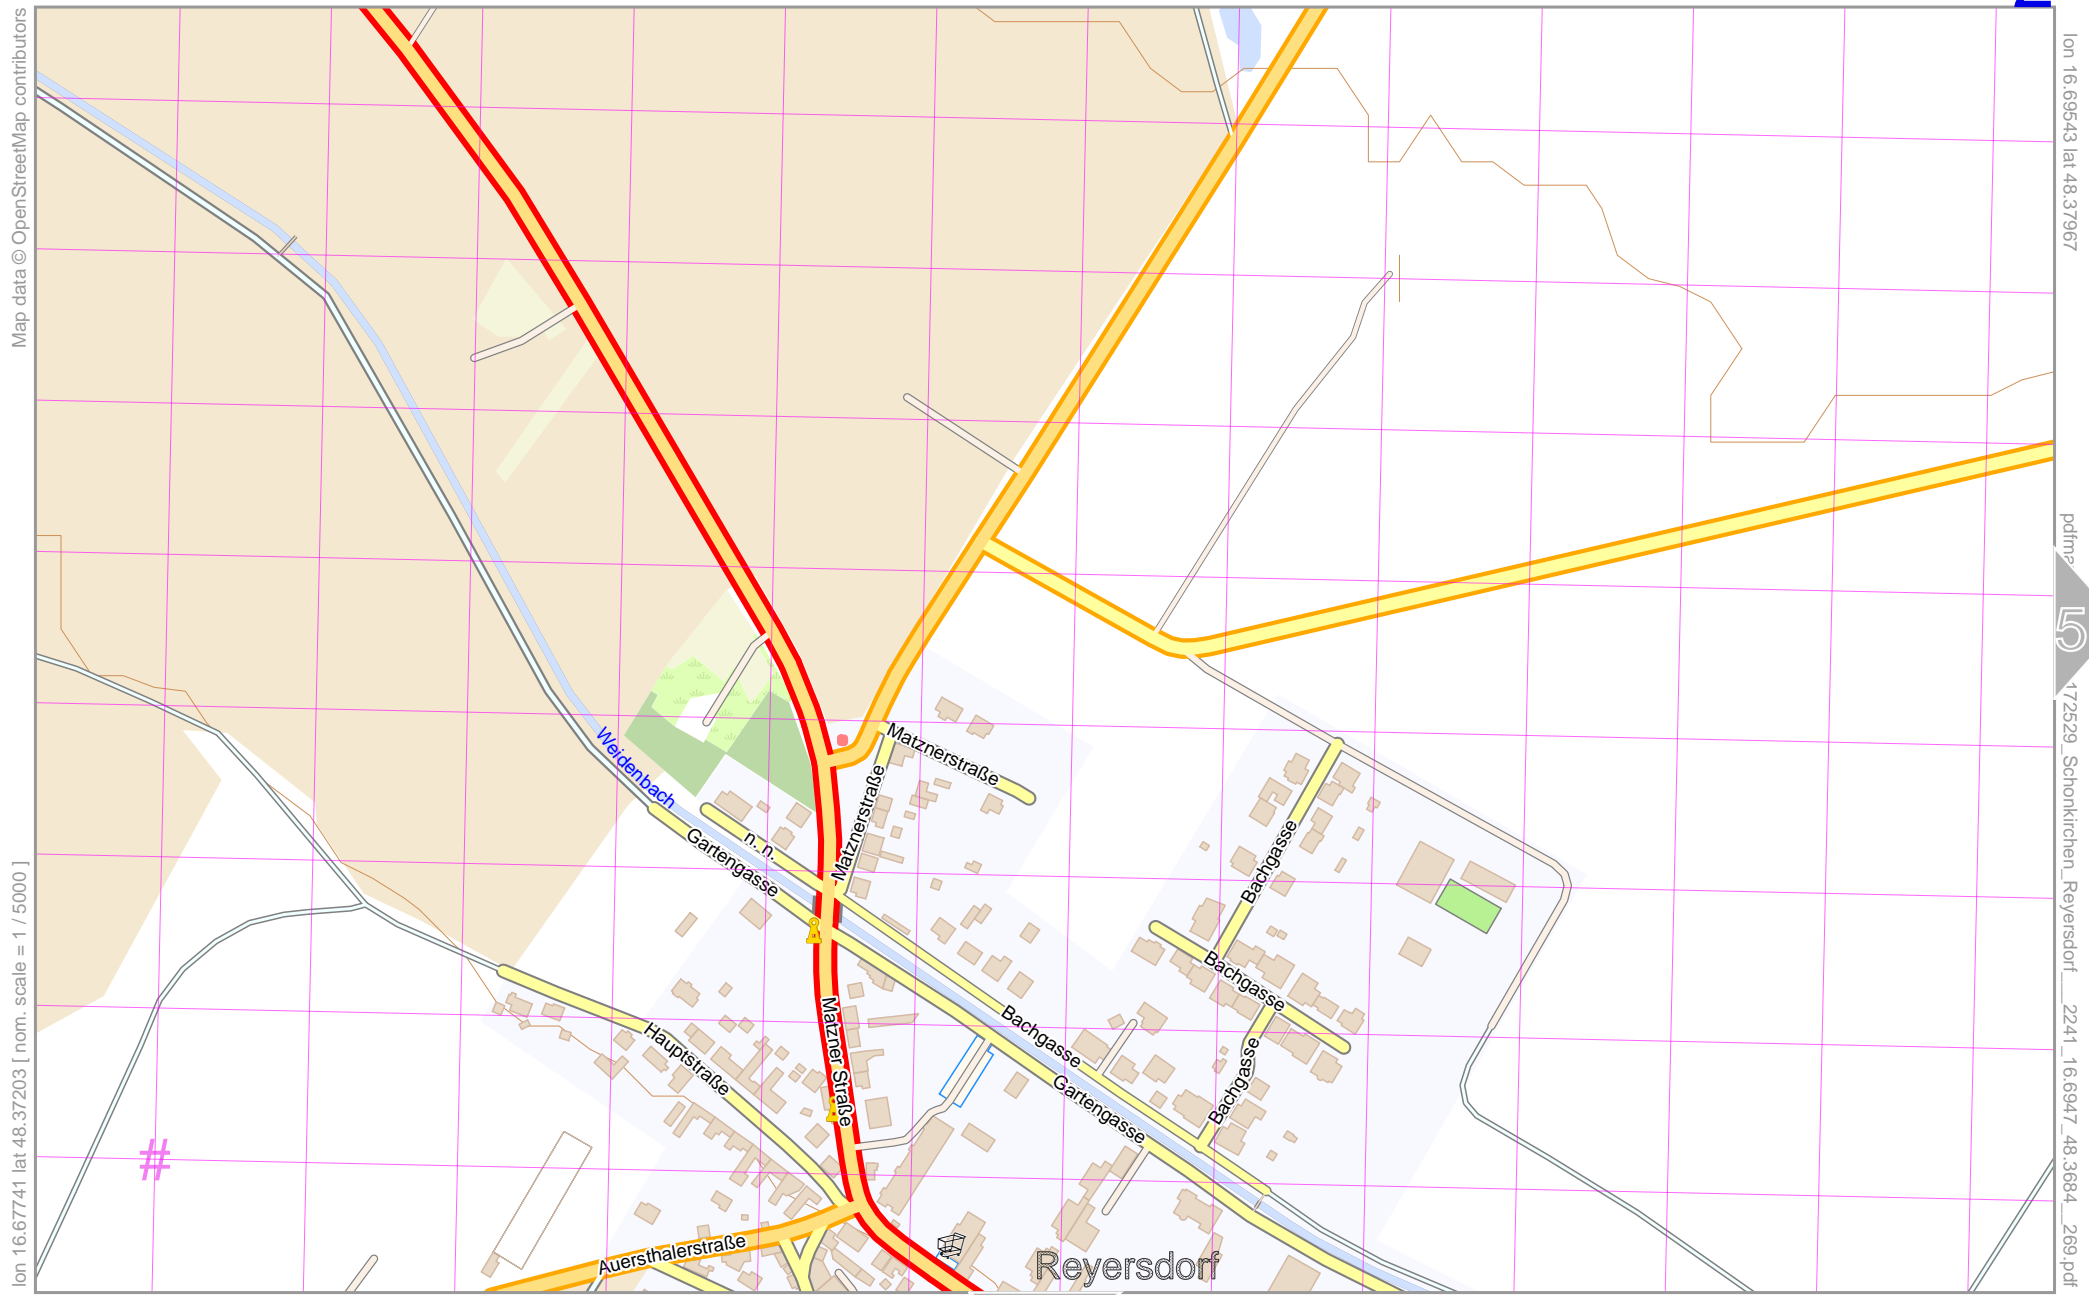 Map data © OpenStreetMap contributors
lon 16.69543 lat 48.37967
Weidenbach
Matznerstraße
Matznerstraße
n. n.
Gartengasse
Bachgasse
Bachgasse
Hauptstraße
Matzner Straße
Bachgasse
Gartengasse
Bachgasse
Auersthalerstraße
Reyersdorf
#
5
lon 16.67741 lat 48.37203 [ nom. scale = 1 / 5000 ]
172529_Schonkirchen_Reyersdorf__2241_16.6947_48.3684__269.pdf